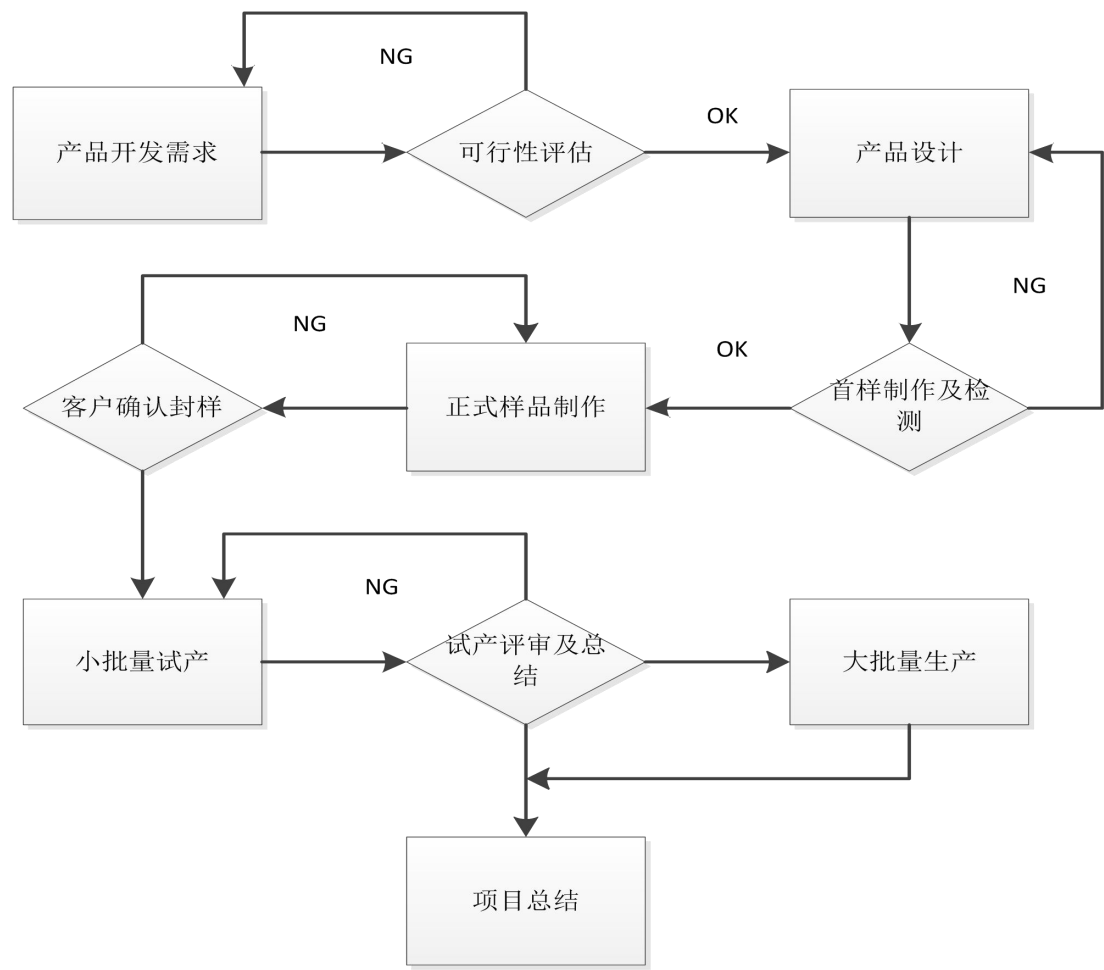 NG
产品开发需求
可行性评估
OK
产品设计
NG
NG
OK
客户确认封样
正式样品制作
首样制作及检
测
NG
小批量试产
试产评审及总
结
大批量生产
项目总结